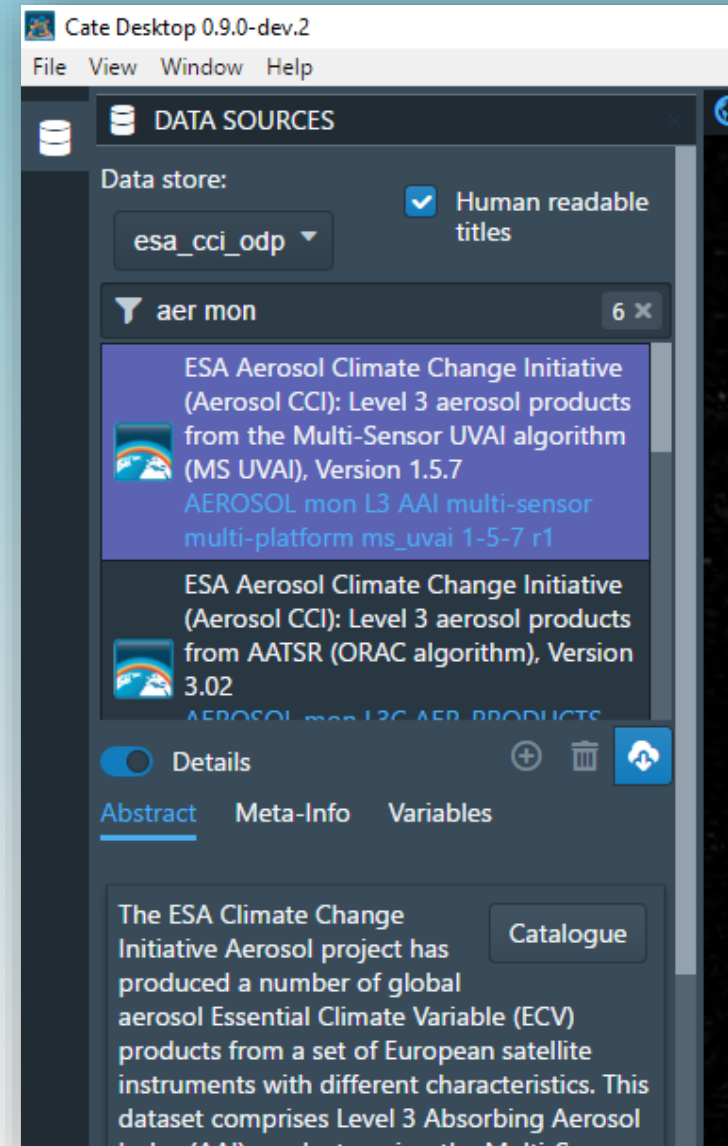 Cate Desktop 0.9.0-dev.2
File View Window Help
DATA SOURCES
Data store:
esa_cci_odp
Human readable
titles
aer mon
6
ESA Aerosol Climate Change Initiative
(Aerosol CCI): Level 3 aerosol products
from the Multi-Sensor UVAI algorithm
(MS UVAI), Version 1.5.7
AEROSOL mon L3 AAI multi-sensor
multi-platform ms_uvai 1-5-7 r1
ESA Aerosol Climate Change Initiative
(Aerosol CCI): Level 3 aerosol products
from AATSR (ORAC algorithm), Version
3.02
AEROSOL mon L3C AER_PRODUCTS
Details
Abstract Meta-Info Variables
Catalogue
The ESA Climate Change
Initiative Aerosol project has
produced a number of global
aerosol Essential Climate Variable (ECV)
products from a set of European satellite
instruments with different characteristics. This
dataset comprises Level 3 Absorbing Aerosol